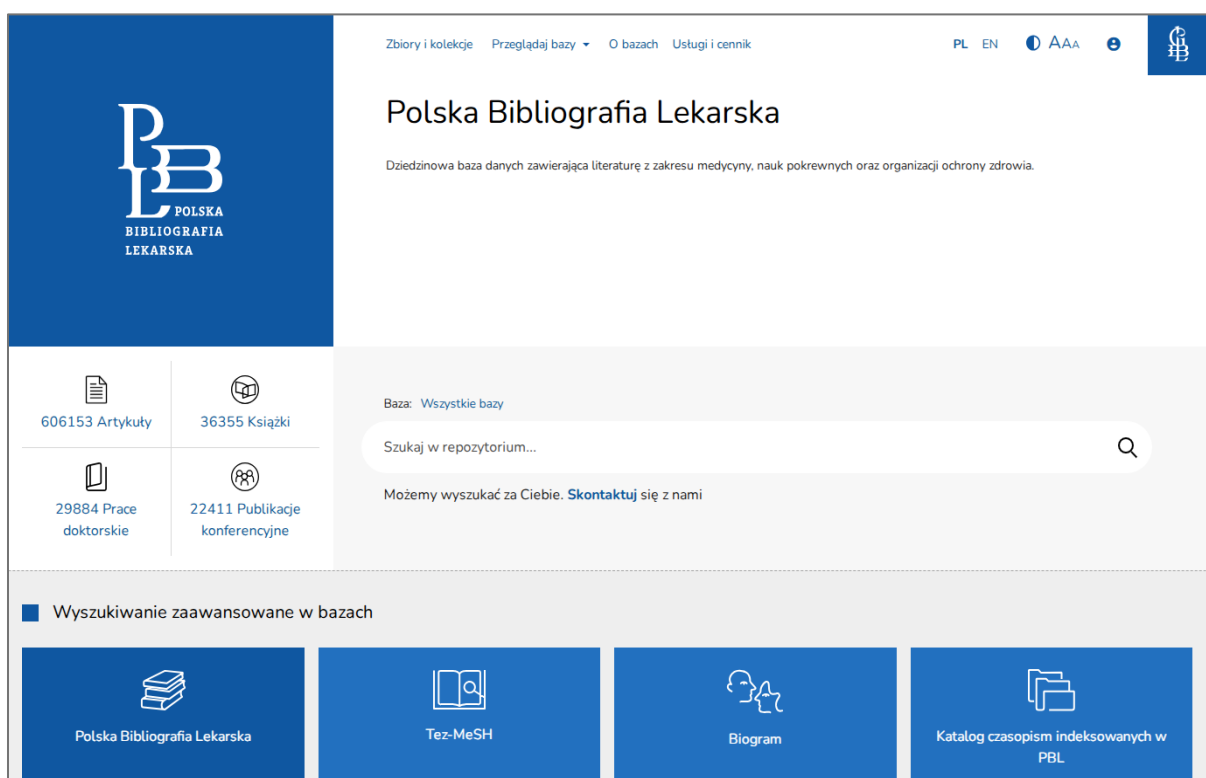 Zbiory i kolekcje Przeglądaj bazy O bazach Usługi i cennik PL EN AAA
Polska Bibliografia Lekarska
Dziedzinowa baza danych zawierająca literaturę z zakresu medycyny, nauk pokrewnych oraz organizacji ochrony zdrowia.
PBL POLSKA
BIBLIOGRAFIA
LEKARSKA
606153 Artykuły
36355 Książki
29884 Prace
doktorskie
22411 Publikacje
konferencyjne
Baza: Wszystkie bazy
Szukaj w repozytorium...
Możemy wyszukać za Ciebie. Skontaktuj się z nami
Wyszukiwanie zaawansowane w bazach
Polska Bibliografia Lekarska
Tez-MeSH
Biogram
Katalog czasopism indeksowanych w
PBL